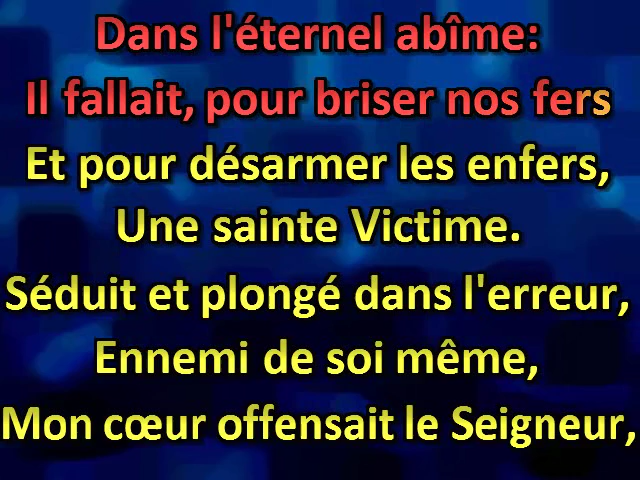 Dans l'éternel abîme:
Il fallait, pour briser nos fers
Et pour désarmer les enfers,
Une sainte Victime.
Séduit et plongé dans l'erreur,
Ennemi de soi même,
Mon cœur offensait le Seigneur,